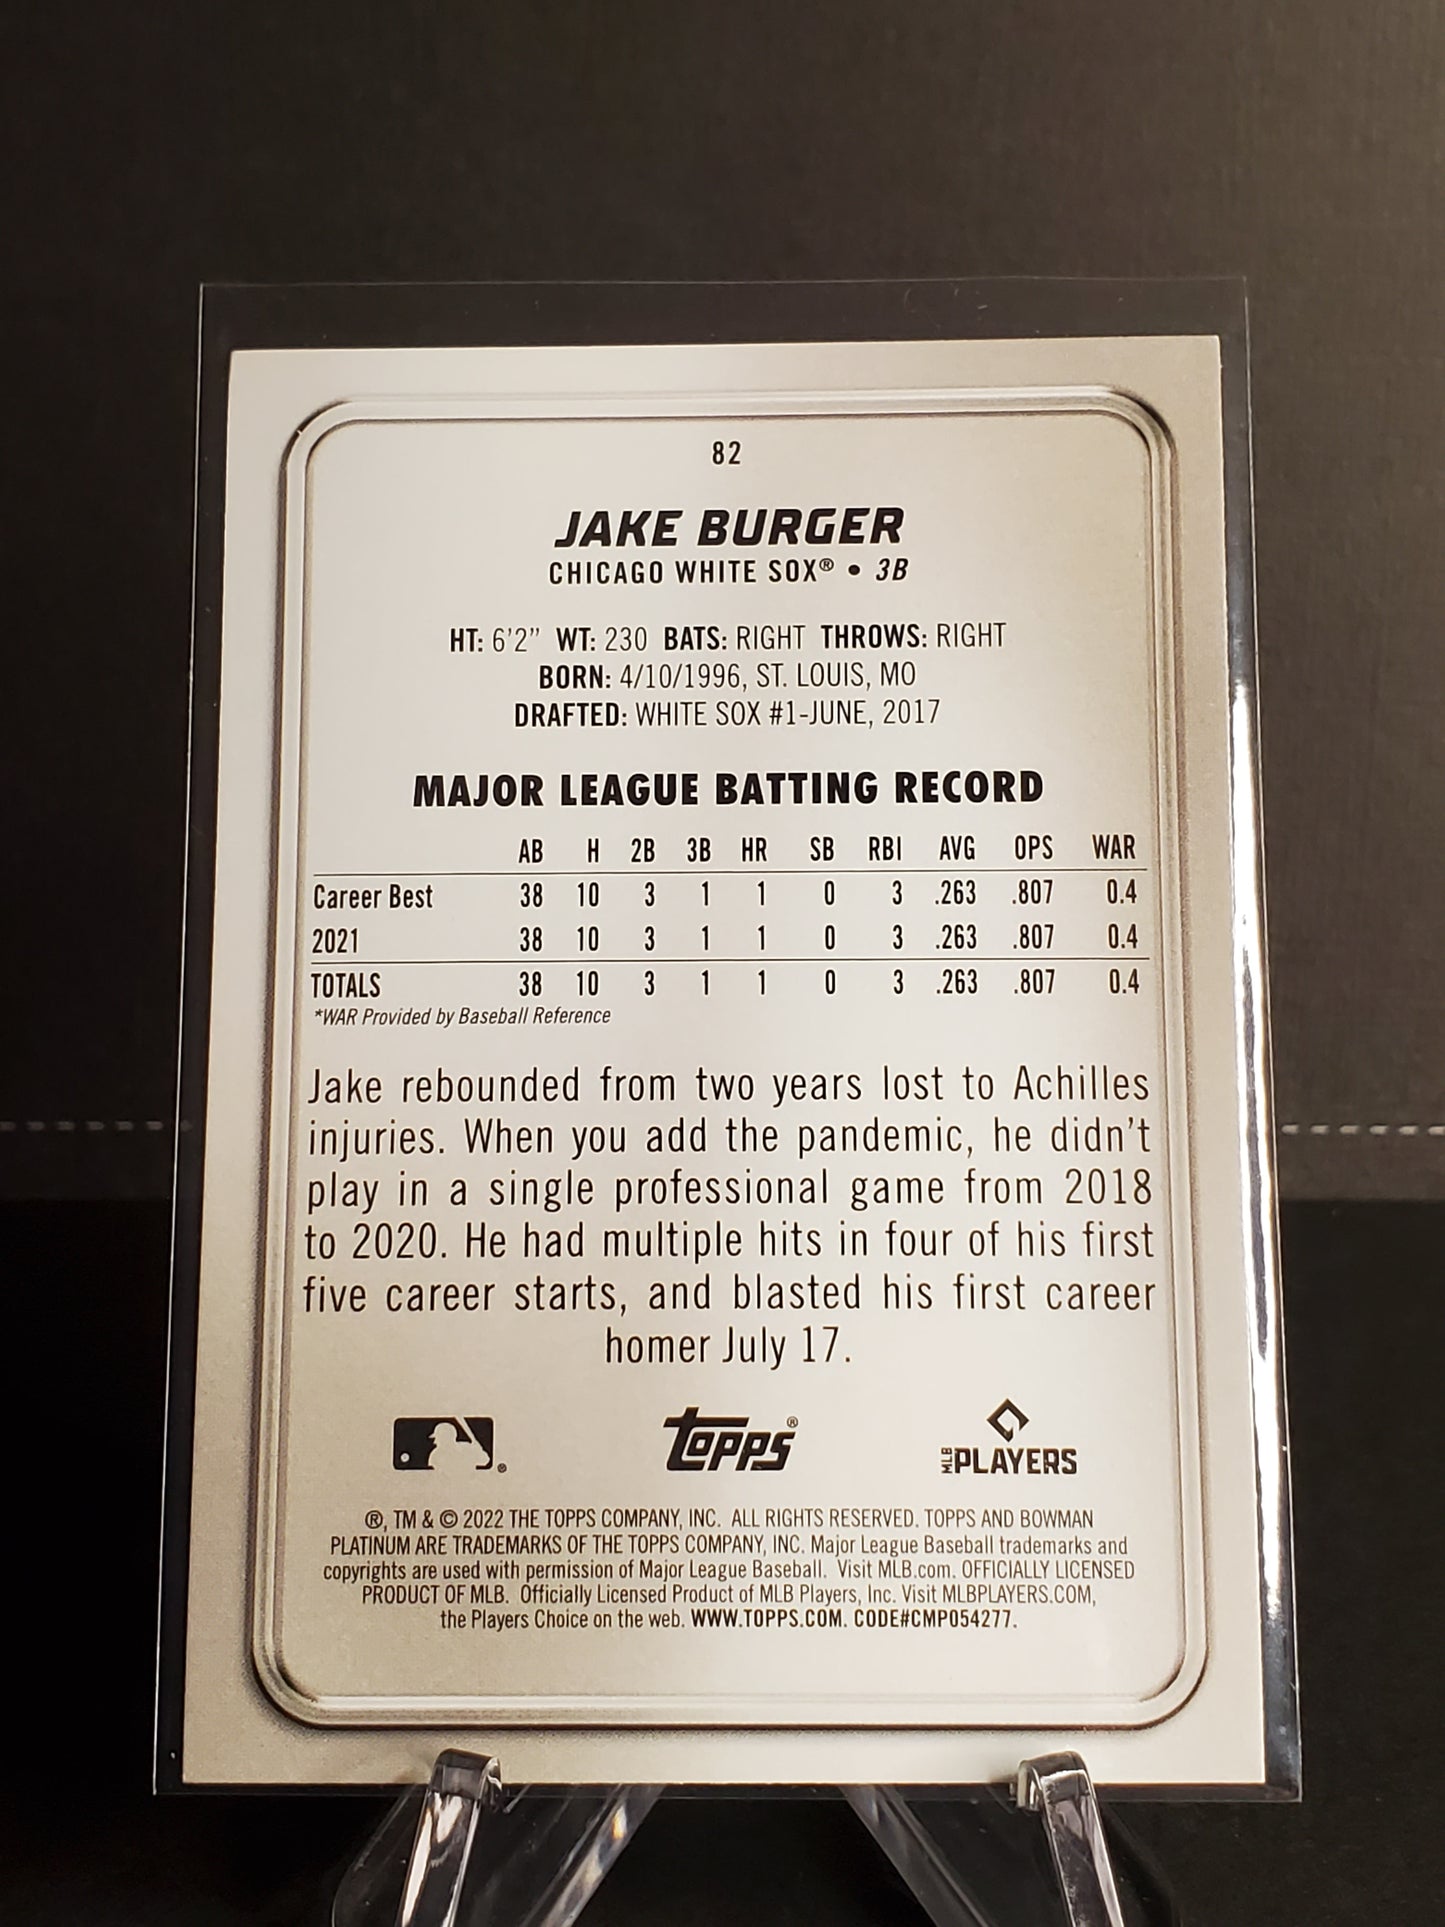 82
JAKE BURGER
CHICAGO WHITE SOX® • 3B
HT: 6'2" WT: 230 BATS: RIGHT THROWS: RIGHT
BORN: 4/10/1996, ST. LOUIS, MO
DRAFTED: WHITE SOX #1-JUNE, 2017
MAJOR LEAGUE BATTING RECORD
AB H 2B 3B HR SB RBI AVG OPS WAR
Career Best 38 10 3 1 1 0 3 .263 .807 0.4
2021 38 10 3 1 1 0 3 .263 .807 0.4
TOTALS 38 10 3 1 1 0 3 .263 .807 0.4
*WAR Provided by Baseball Reference
Jake rebounded from two years lost to Achilles
injuries. When you add the pandemic, he didn't
play in a single professional game from 2018
to 2020. He had multiple hits in four of his first
five career starts, and blasted his first career
homer July 17.
® Topps® MLB PLAYERS
®, TM & © 2022 THE TOPPS COMPANY, INC. ALL RIGHTS RESERVED. TOPPS AND BOWMAN
PLATINUM ARE TRADEMARKS OF THE TOPPS COMPANY, INC. Major League Baseball trademarks and
copyrights are used with permission of Major League Baseball. Visit MLB.com. OFFICIALLY LICENSED
PRODUCT OF MLB. Officially Licensed Product of MLB Players, Inc. Visit MLBPLAYERS.COM,
the Players Choice on the web. WWW.TOPPS.COM. CODE#CMP054277.